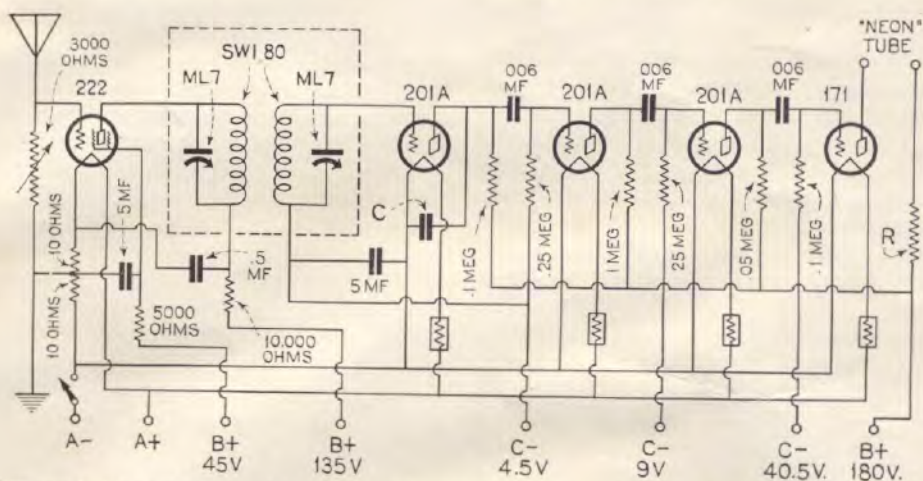 "NEON"
TUBE
3000
OHMS
222
ML7
SW1 80
ML7
201A
.006
MF
201A
.006
MF
201A
.006
MF
171
10 OHMS
.5 MF
10 OHMS
5000
OHMS
.5
MF
10.000
OHMS
.5 MF
C
.1 MEG
.25 MEG
.1 MEG
.25 MEG
.05 MEG
.1 MEG
R
A-
A+
B+
45V
B+
135V
C-
4.5V
C-
9V
C-
40.5V.
B+
180V.